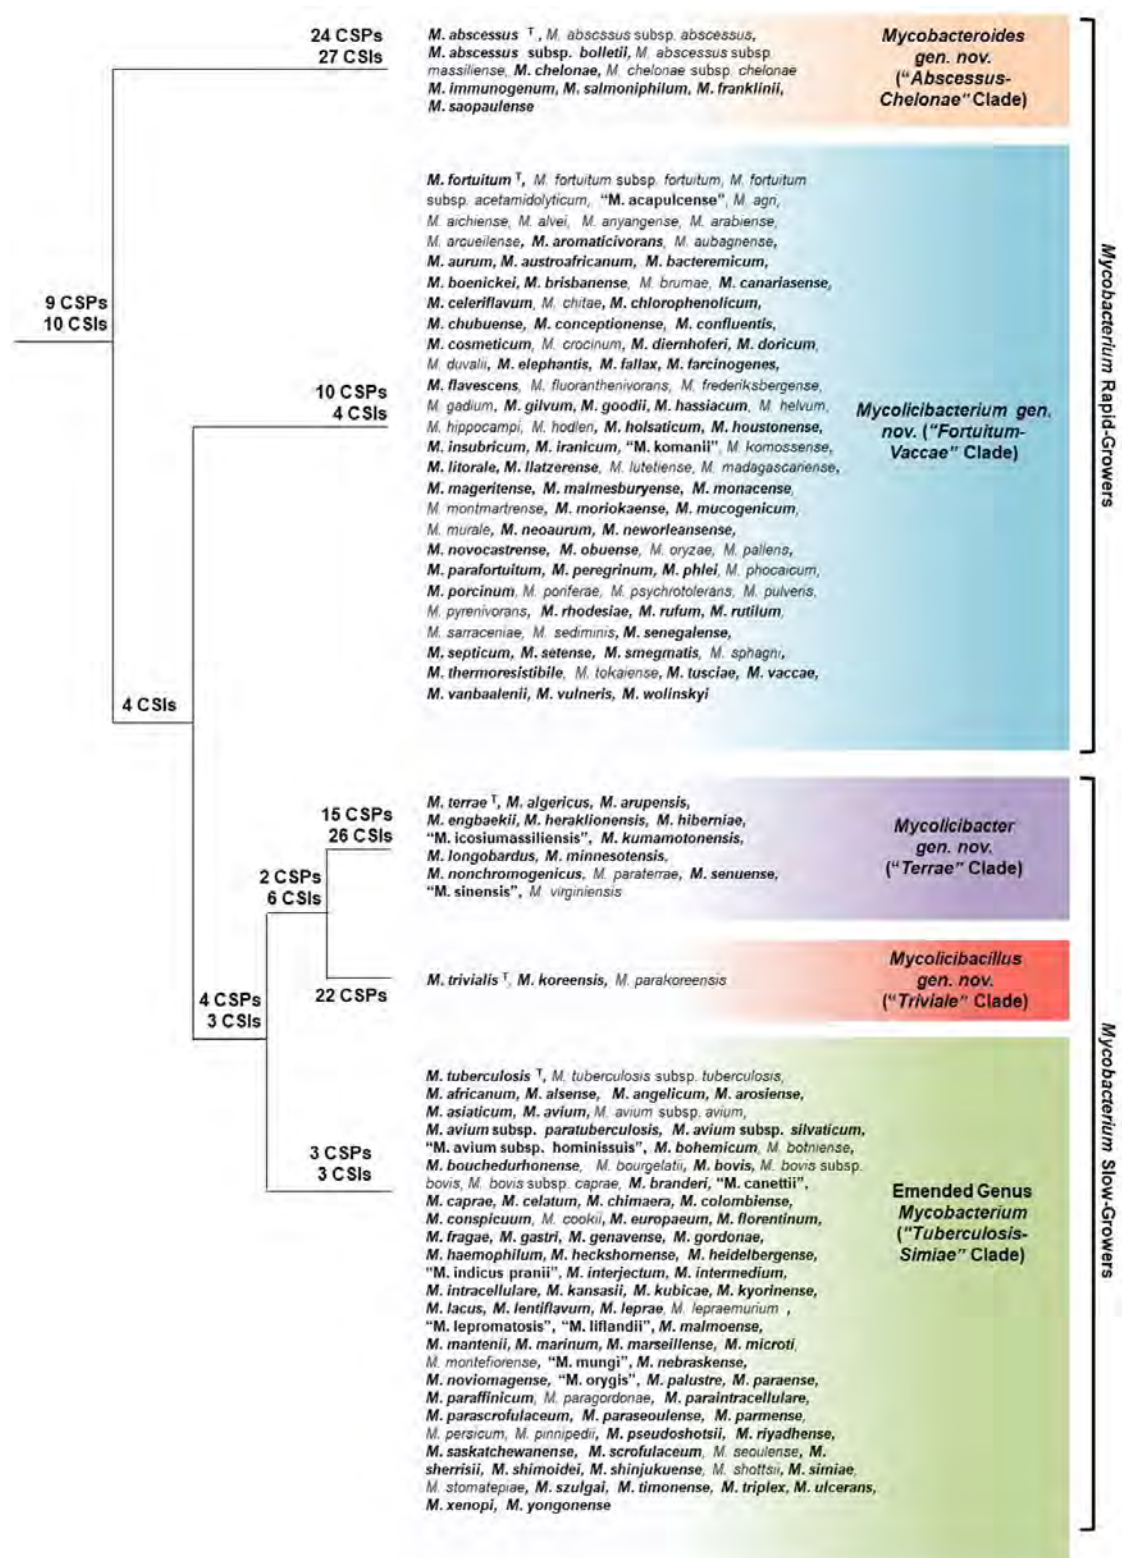 24 CSPs
27 CSIs
M. abscessus T, M. abscessus subsp. abscessus,
M. abscessus subsp. bolletii, M. abscessus subsp.
massiliense, M. chelonae, M. chelonae subsp. chelonae
M. immunogenum, M. salmoniphilum, M. franklinii,
M. saopaulense
Mycobacteroides
gen. nov.
("Abscessus-
Chelonae" Clade)
9 CSPs
10 CSIs
10 CSPs
4 CSIs
M. fortuitum T, M. fortuitum subsp. fortuitum, M. fortuitum
subsp. acetamidolyticum, "M. acapulcense", M. agri,
M. aichiense, M. alvei, M. anyangense, M. arabiense,
M. arcueilense, M. aromaticivorans, M. aubagnense,
M. aurum, M. austroafricanum, M. bacteremicum,
M. boenickei, M. brisbanense, M. brumae, M. canariasense,
M. celeriflavum, M. chitae, M. chlorophenolicum,
M. chubuense, M. conceptionense, M. confluentis,
M. cosmeticum, M. crocinum, M. diernhoferi, M. doricum,
M. duvalii, M. elephantis, M. fallax, M. farcinogenes,
M. flavescens, M. fluoranthenivorans, M. frederiksbergense,
M. gadium, M. gilvum, M. goodii, M. hassiacum, M. helvum,
M. hippocampi, M. hodleri, M. holsaticum, M. houstonense,
M. insubricum, M. iranicum, "M. komanii", M. komossense,
M. litorale, M. llatzerense, M. lutetiense, M. madagascariense,
M. mageritense, M. malmesburyense, M. monacense,
M. montmartrense, M. moriokaense, M. mucogenicum,
M. murale, M. neoaurum, M. neworleansense,
M. novocastrense, M. obuense, M. oryzae, M. pallens,
M. parafortuitum, M. peregrinum, M. phlei, M. phocaicum,
M. porcinum, M. poriferae, M. psychrotolerans, M. pulveris,
M. pyrenivorans, M. rhodesiae, M. rufum, M. rutilum,
M. sarraceniae, M. sediminis, M. senegalense,
M. septicum, M. setense, M. smegmatis, M. sphagni,
M. thermoresistibile, M. tokaiense, M. tusciae, M. vaccae,
M. vanbaalenii, M. vulneris, M. wolinskyi
Mycolicibacterium gen.
nov. ("Fortuitum-
Vaccae" Clade)
Mycobacterium Rapid-Growers
4 CSIs
15 CSPs
26 CSIs
M. terrae T, M. algericus, M. arupensis,
M. engbaekii, M. heraklionensis, M. hiberniae,
"M. icosiumassiliensis", M. kumamotonensis,
M. longobardus, M. minnesotensis,
M. nonchromogenicus, M. paraterrae, M. senuense,
"M. sinensis", M. virginiensis
Mycolicibacter
gen. nov.
("Terrae" Clade)
2 CSPs
6 CSIs
22 CSPs
M. trivialis T, M. koreensis, M. parakoreensis
Mycolicibacillus
gen. nov.
("Triviale" Clade)
4 CSPs
3 CSIs
3 CSPs
3 CSIs
M. tuberculosis T, M. tuberculosis subsp. tuberculosis,
M. africanum, M. alsense, M. angelicum, M. arosiense,
M. asiaticum, M. avium, M. avium subsp. avium,
M. avium subsp. paratuberculosis, M. avium subsp. silvaticum,
"M. avium subsp. hominissuis", M. bohemicum, M. botniense,
M. bouchedurhonense, M. bourgelatii, M. bovis, M. bovis subsp.
bovis, M. bovis subsp. caprae, M. branderi, "M. canettii",
M. caprae, M. celatum, M. chimaera, M. colombiense,
M. conspicuum, M. cookii, M. europaeum, M. florentinum,
M. fragae, M. gastri, M. genavense, M. gordonae,
M. haemophilum, M. heckshornense, M. heidelbergense,
"M. indicus pranii", M. interjectum, M. intermedium,
M. intracellulare, M. kansasii, M. kubicae, M. kyorinense,
M. lacus, M. lentiflavum, M. leprae, M. lepraemurium ,
"M. lepromatosis", "M. liflandii", M. malmoense,
M. mantenii, M. marinum, M. marseillense, M. microti,
M. montefiorense, "M. mungi", M. nebraskense,
M. noviomagense, "M. orygis", M. palustre, M. paraense,
M. paraffinicum, M. paragordonae, M. paraintracellulare,
M. parascrofulaceum, M. paraseoulense, M. parmense,
M. persicum, M. pinnipedii, M. pseudoshotsii, M. riyadhense,
M. saskatchewanense, M. scrofulaceum, M. seoulense, M.
sherrisii, M. shimoidei, M. shinjukuense, M. shottsii, M. simiae,
M. stomatepiae, M. szulgai, M. timonense, M. triplex, M. ulcerans,
M. xenopi, M. yongonense
Emended Genus
Mycobacterium
("Tuberculosis-
Simiae" Clade)
Mycobacterium Slow-Growers